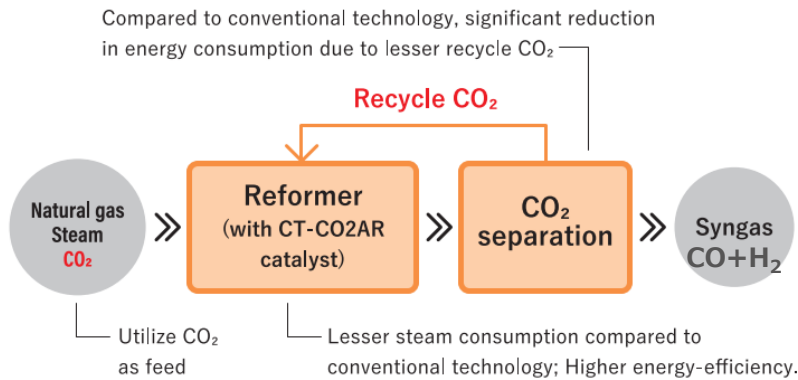 Compared to conventional technology, significant reduction
in energy consumption due to lesser recycle CO₂
Recycle CO₂
Natural gas
Steam
CO₂
Reformer
(with CT-CO2AR
catalyst)
CO₂
separation
Syngas
CO+H₂
Utilize CO₂
as feed
Lesser steam consumption compared to
conventional technology; Higher energy-efficiency.